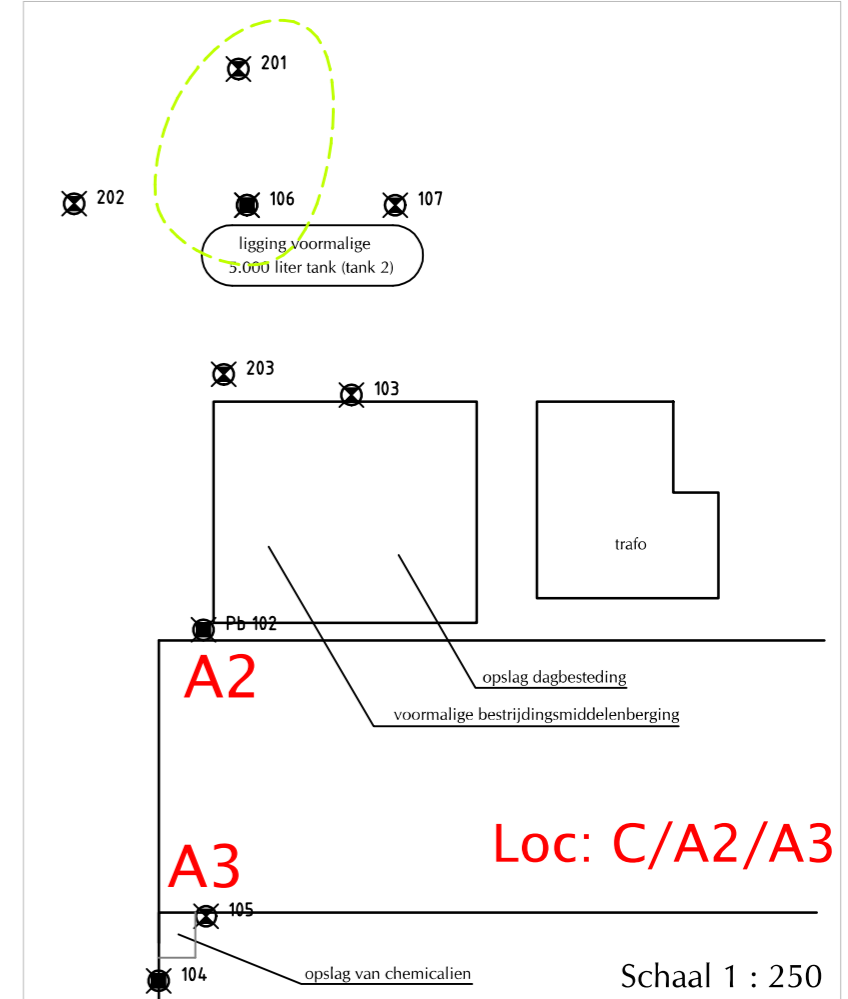 201
202
106
107
ligging voormalige
5.000 liter tank (tank 2)
203
103
trafo
Pb 102
A2
opslag dagbesteding
voormalige bestrijdingsmiddelenberging
Loc: C/A2/A3
A3
105
opslag van chemicalien
104
Schaal 1 : 250